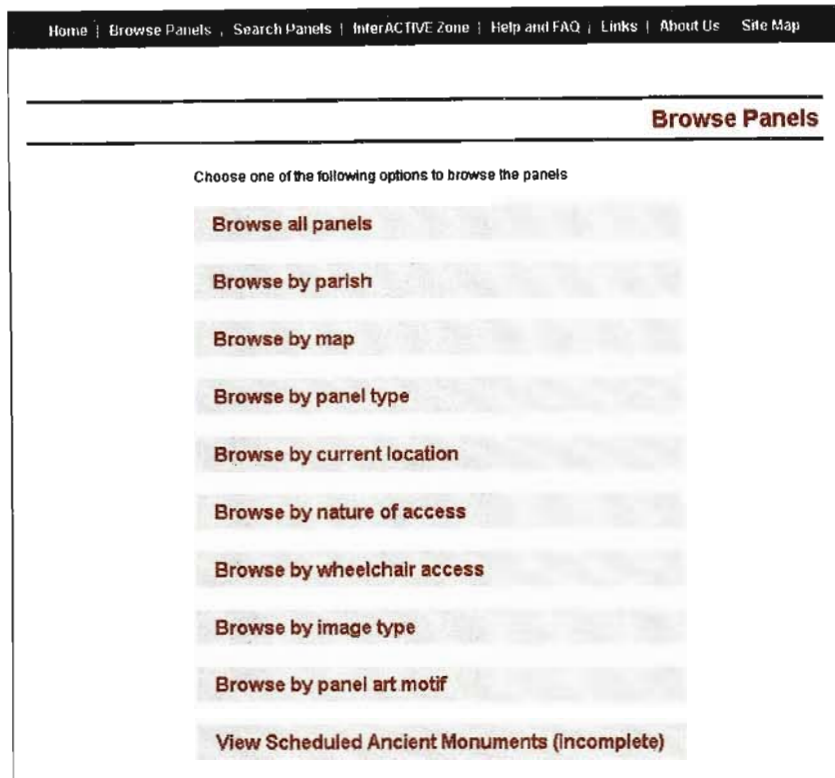 Home | Browse Panels | Search Panels | InterACTIVE Zone | Help and FAQ | Links | About Us Site Map
Browse Panels
Choose one of the following options to browse the panels
Browse all panels
Browse by parish
Browse by map
Browse by panel type
Browse by current location
Browse by nature of access
Browse by wheelchair access
Browse by image type
Browse by panel art motif
View Scheduled Ancient Monuments (incomplete)